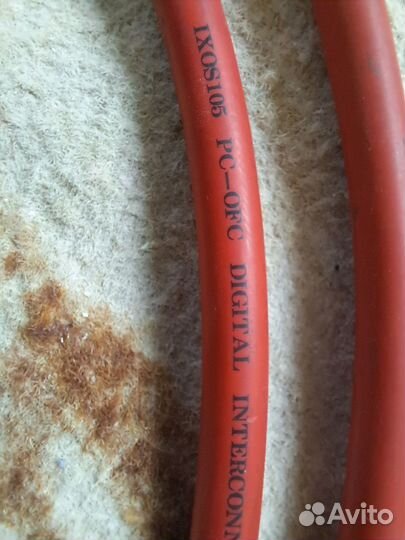 IXOS105 PC-OFC DIGITAL INTERCONN
Avito